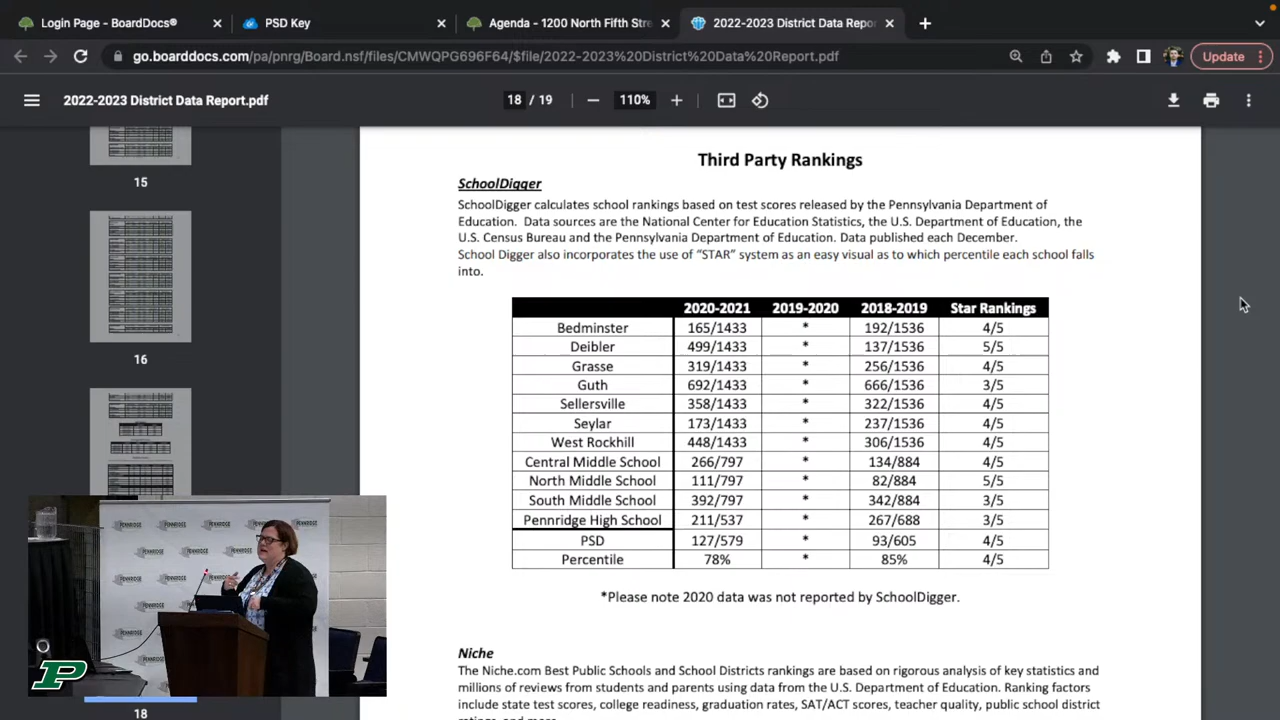 Login Page - BoardDocs®
PSD Key
Agenda - 1200 North Fifth Stre
2022-2023 District Data Repor
go.boarddocs.com/pa/pnrg/Board.nsf/files/CMWQPG696F64/$file/2022-2023%20District%20Data%20Report.pdf
Update
2022-2023 District Data Report.pdf
18 / 19
110%
15
16
18
Third Party Rankings
SchoolDigger
SchoolDigger calculates school rankings based on test scores released by the Pennsylvania Department of
Education. Data sources are the National Center for Education Statistics, the U.S. Department of Education, the
U.S. Census Bureau and the Pennsylvania Department of Education. Data published each December.
School Digger also incorporates the use of “STAR” system as an easy visual as to which percentile each school falls
into.
2020-2021 2019-2020 2018-2019 Star Rankings
Bedminster 165/1433 * 192/1536 4/5
Deibler 499/1433 * 137/1536 5/5
Grasse 319/1433 * 256/1536 4/5
Guth 692/1433 * 666/1536 3/5
Sellersville 358/1433 * 322/1536 4/5
Seylar 173/1433 * 237/1536 4/5
West Rockhill 448/1433 * 306/1536 4/5
Central Middle School 266/797 * 134/884 4/5
North Middle School 111/797 * 82/884 5/5
South Middle School 392/797 * 342/884 3/5
Pennridge High School 211/537 * 267/688 3/5
PSD 127/579 * 93/605 4/5
Percentile 78% * 85% 4/5
*Please note 2020 data was not reported by SchoolDigger.
Niche
The Niche.com Best Public Schools and School Districts rankings are based on rigorous analysis of key statistics and
millions of reviews from students and parents using data from the U.S. Department of Education. Ranking factors
include state test scores, college readiness, graduation rates, SAT/ACT scores, teacher quality, public school district
ratings, and more.
PENNRIDGE
P